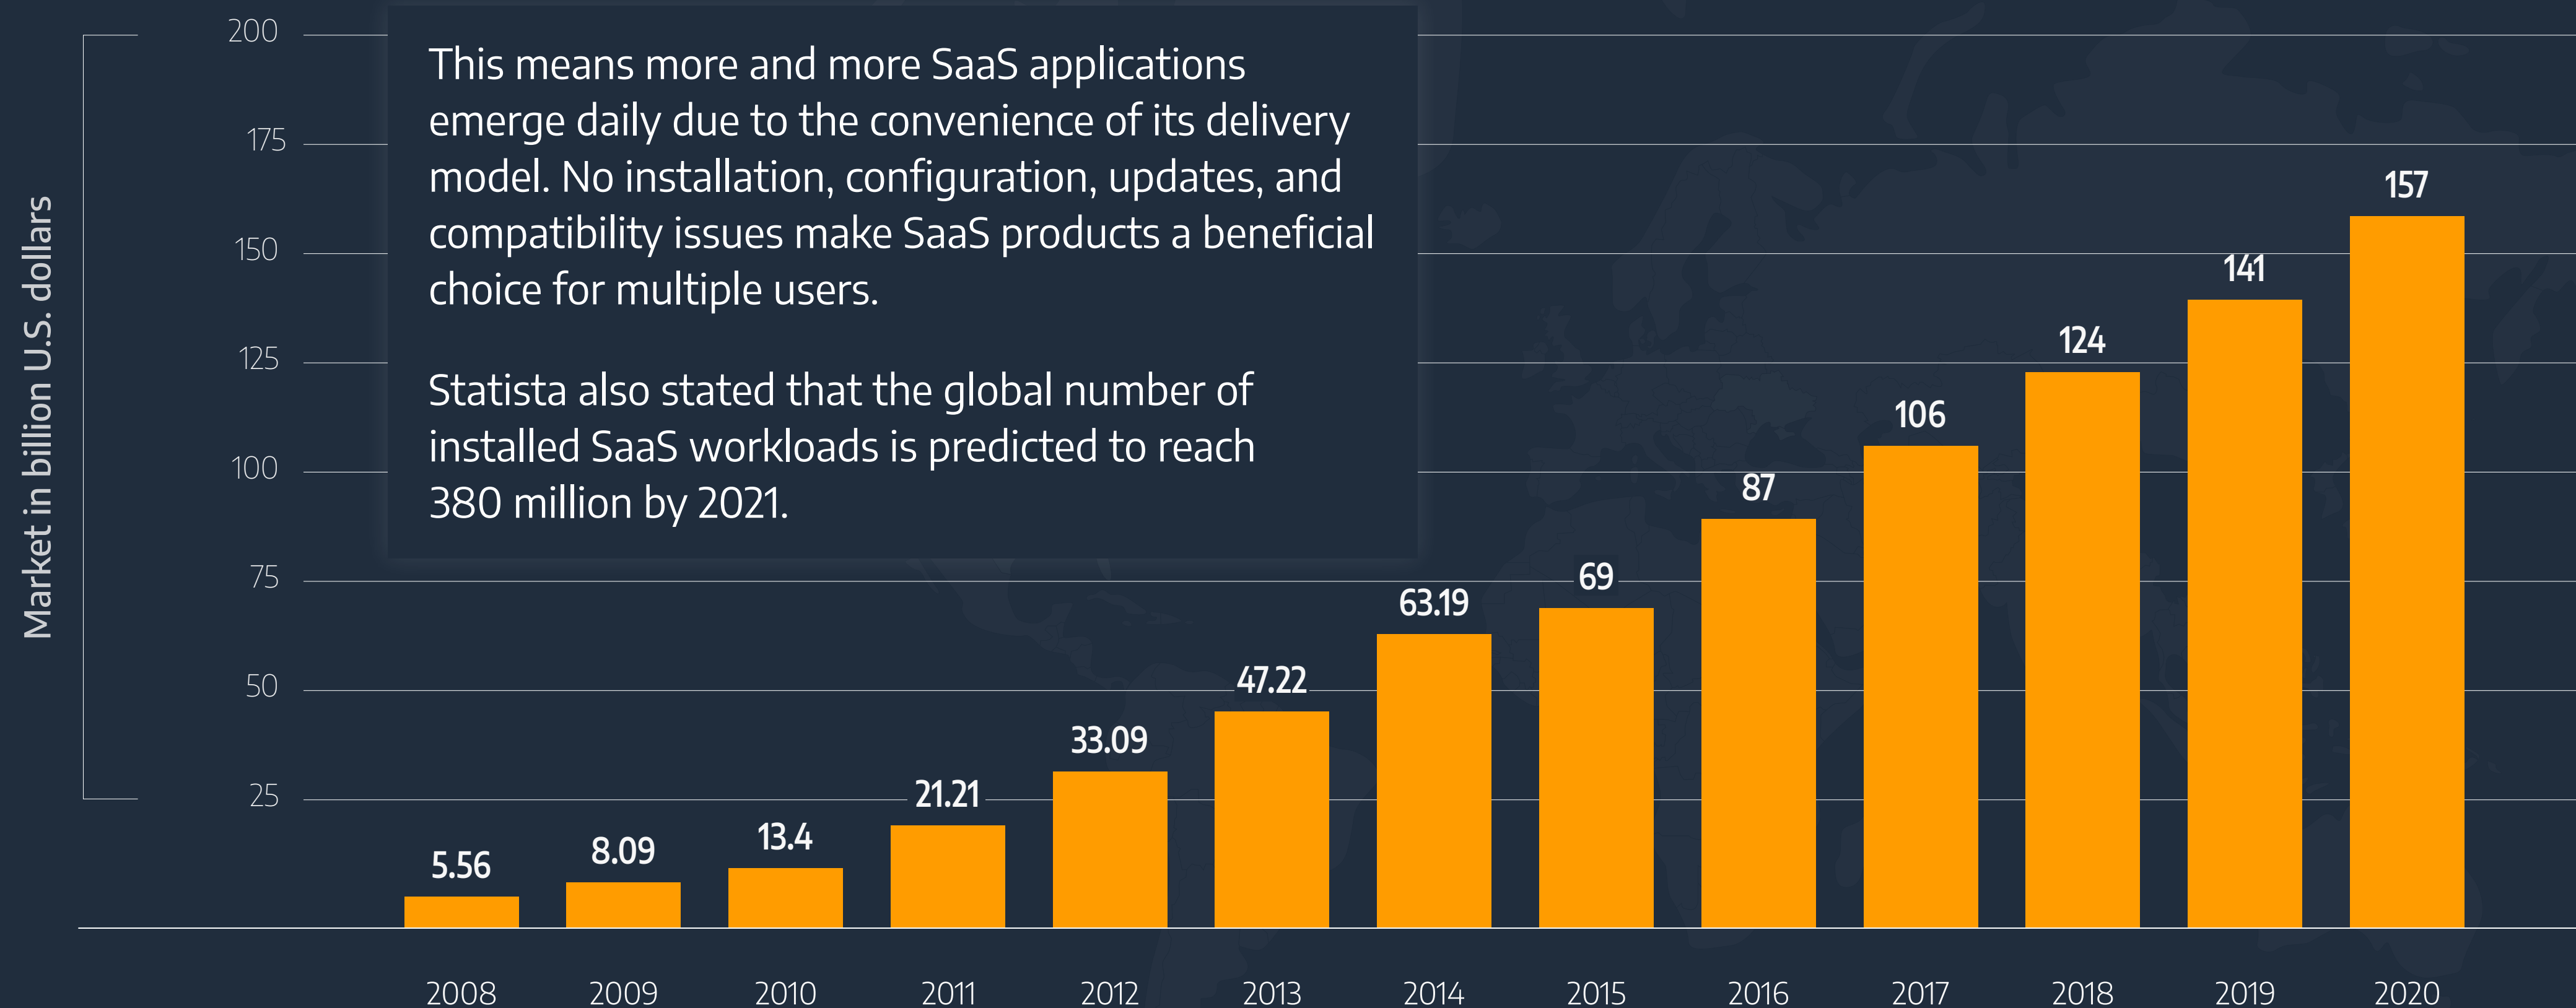 Market in billion U.S. dollars
200
175
150
125
100
75
50
25
This means more and more SaaS applications
emerge daily due to the convenience of its delivery
model. No installation, configuration, updates, and
compatibility issues make SaaS products a beneficial
choice for multiple users.
Statista also stated that the global number of
installed SaaS workloads is predicted to reach
380 million by 2021.
5.56
8.09
13.4
21.21
33.09
47.22
63.19
69
87
106
124
141
157
2008 2009 2010 2011 2012 2013 2014 2015 2016 2017 2018 2019 2020